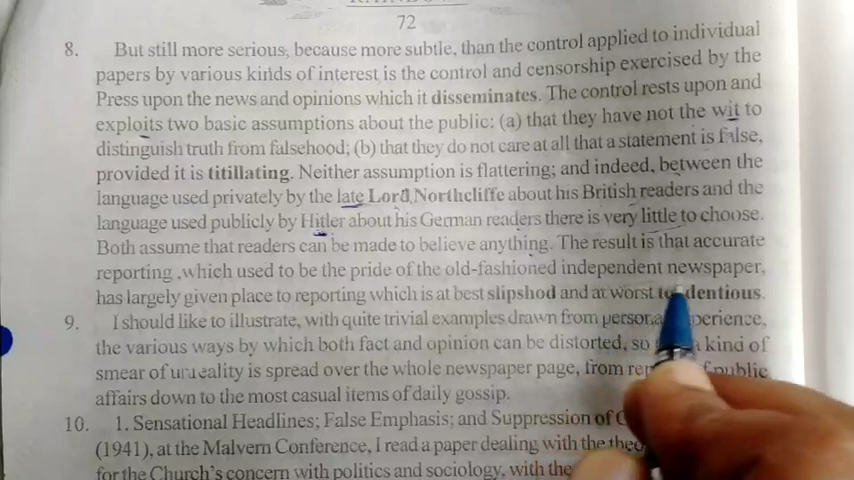 72
8. But still more serious, because more subtle, than the control applied to individual
papers by various kinds of interest is the control and censorship exercised by the
Press upon the news and opinions which it disseminates. The control rests upon and
exploits two basic assumptions about the public: (a) that they have not the wit to
distinguish truth from falsehood; (b) that they do not care at all that a statement is false,
provided it is titillating. Neither assumption is flattering; and indeed, between the
language used privately by the late Lord Northcliffe about his British readers and the
language used publicly by Hitler about his German readers there is very little to choose.
Both assume that readers can be made to believe anything. The result is that accurate
reporting ,which used to be the pride of the old-fashioned independent newspaper,
has largely given place to reporting which is at best slipshod and at worst
9. I should like to illustrate, with quite trivial examples drawn from
the various ways by which both fact and opinion can be distorted, so kind of
smear of unreality is spread over the whole newspaper page, from public
affairs down to the most casual items of daily gossip.
10. 1. Sensational Headlines; False Emphasis; and Suppression of
(1941), at the Malvern Conference, I read a paper dealing with the
for the Church's concern with politics and sociology, with the